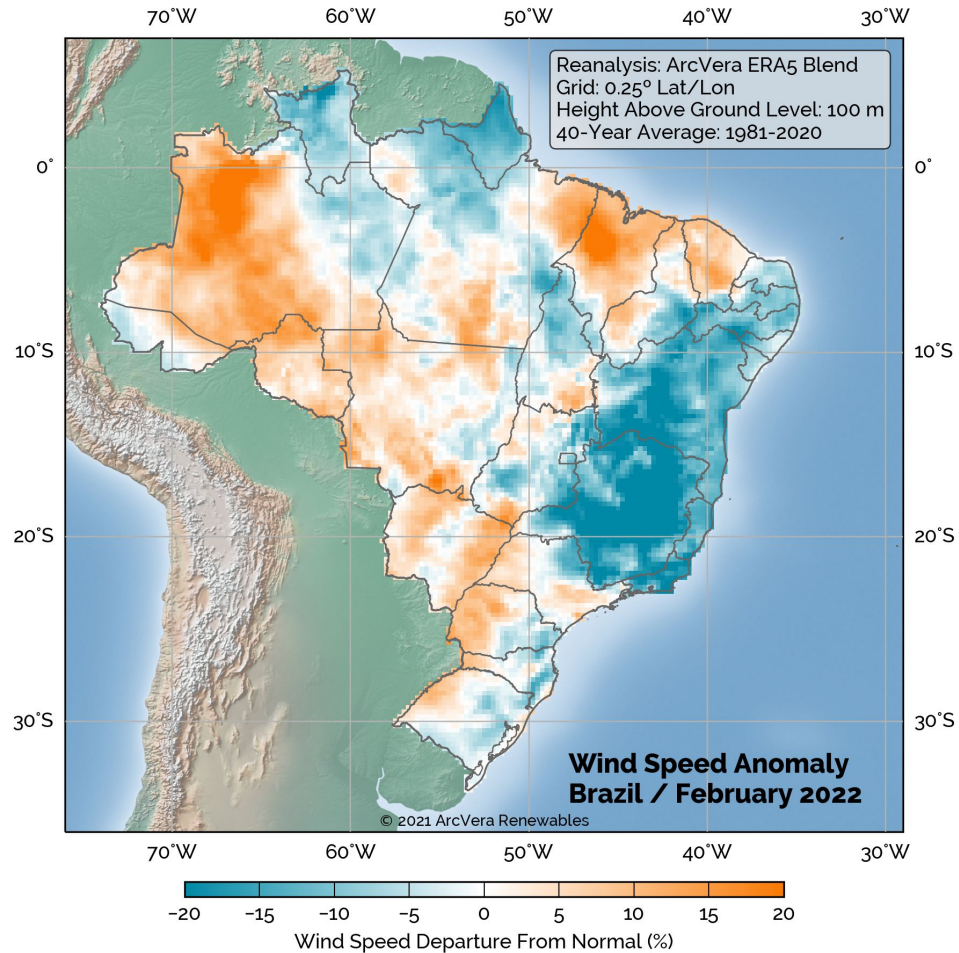 70°W 60°W 50°W 40°W 30°W
Reanalysis: ArcVera ERA5 Blend
Grid: 0.25º Lat/Lon
Height Above Ground Level: 100 m
40-Year Average: 1981-2020
0° 0°
10°S 10°S
20°S 20°S
30°S 30°S
Wind Speed Anomaly
Brazil / February 2022
© 2021 ArcVera Renewables
70°W 60°W 50°W 40°W 30°W
−20 −15 −10 −5 0 5 10 15 20
Wind Speed Departure From Normal (%)